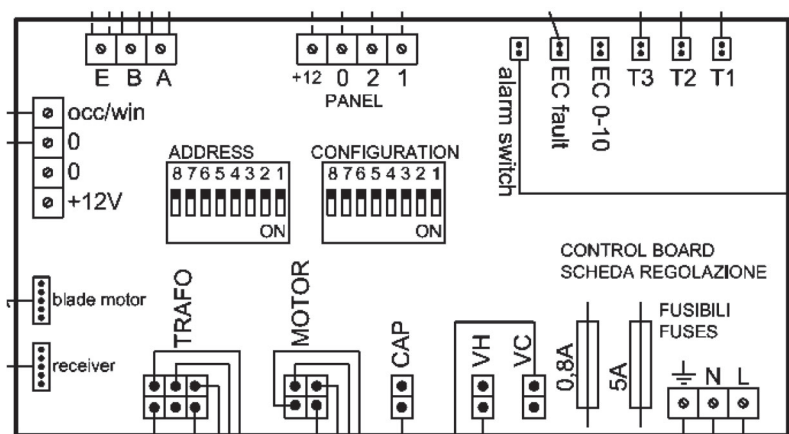 E B A
+12 0 2 1
PANEL
alarm switch
EC fault
EC 0-10
T3 T2 T1
occ/win
0
0
+12V
ADDRESS
8 7 6 5 4 3 2 1
ON
CONFIGURATION
8 7 6 5 4 3 2 1
ON
CONTROL BOARD
SCHEDA REGOLAZIONE
blade motor
receiver
TRAFO
MOTOR
CAP
VH
VC
0,8A
5A
FUSIBILI
FUSES
N L